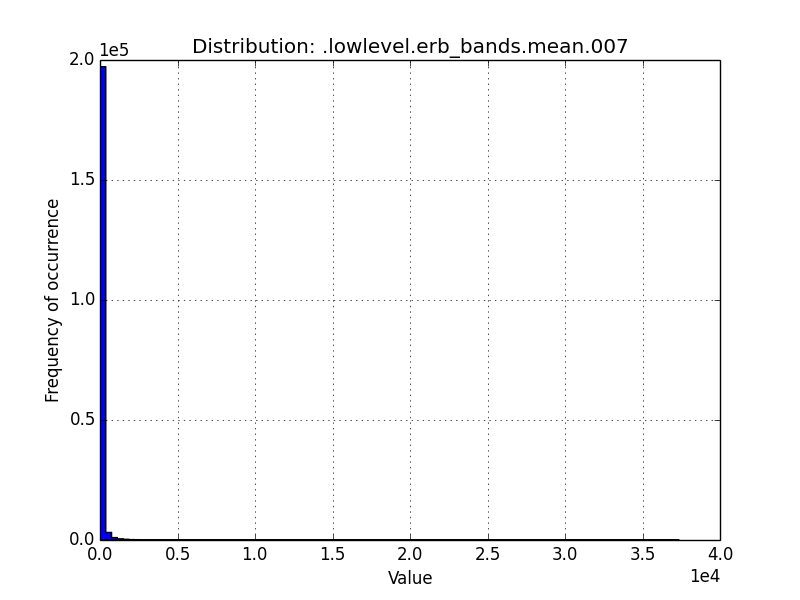 Distribution: .lowlevel.erb_bands.mean.007
1e5
2.0
1.5
1.0
0.5
0.0
Frequency of occurrence
0.0 0.5 1.0 1.5 2.0 2.5 3.0 3.5 4.0
1e4
Value